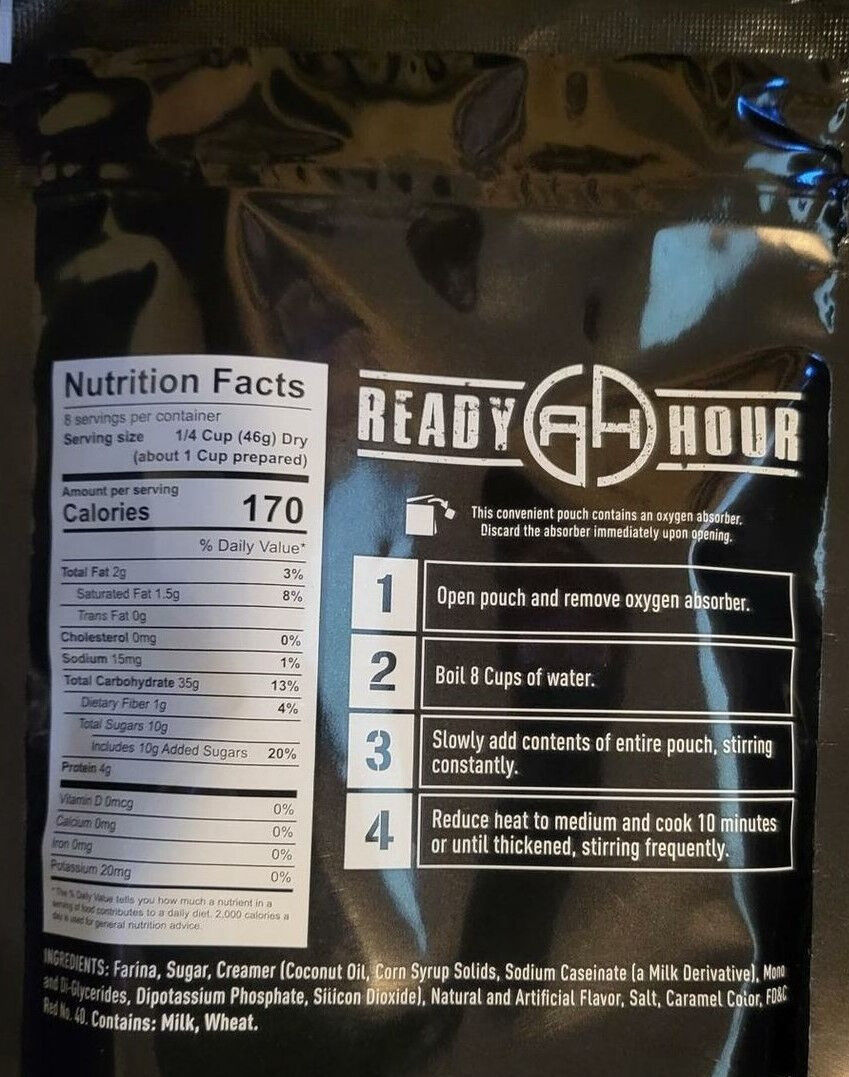 Nutrition Facts
8 servings per container
Serving size 1/4 Cup (46g) Dry
(about 1 Cup prepared)
Amount per serving
Calories 170
% Daily Value*
Total Fat 2g 3%
Saturated Fat 1.5g 8%
Trans Fat 0g
Cholesterol 0mg 0%
Sodium 15mg 1%
Total Carbohydrate 35g 13%
Dietary Fiber 1g 4%
Total Sugars 10g
Includes 10g Added Sugars 20%
Protein 4g
Vitamin D 0mcg 0%
Calcium 0mg 0%
Iron 0mg 0%
Potassium 20mg 0%
*The % Daily Value tells you how much a nutrient in a
serving of food contributes to a daily diet. 2,000 calories a
day is used for general nutrition advice.
READY RH HOUR
This convenient pouch contains an oxygen absorber.
Discard the absorber immediately upon opening.
1 Open pouch and remove oxygen absorber.
2 Boil 8 Cups of water.
3 Slowly add contents of entire pouch, stirring
constantly.
4 Reduce heat to medium and cook 10 minutes
or until thickened, stirring frequently.
INGREDIENTS: Farina, Sugar, Creamer (Coconut Oil, Corn Syrup Solids, Sodium Caseinate (a Milk Derivative), Mono
and Di-Glycerides, Dipotassium Phosphate, Silicon Dioxide), Natural and Artificial Flavor, Salt, Caramel Color, FD&C
Red No. 40. Contains: Milk, Wheat.